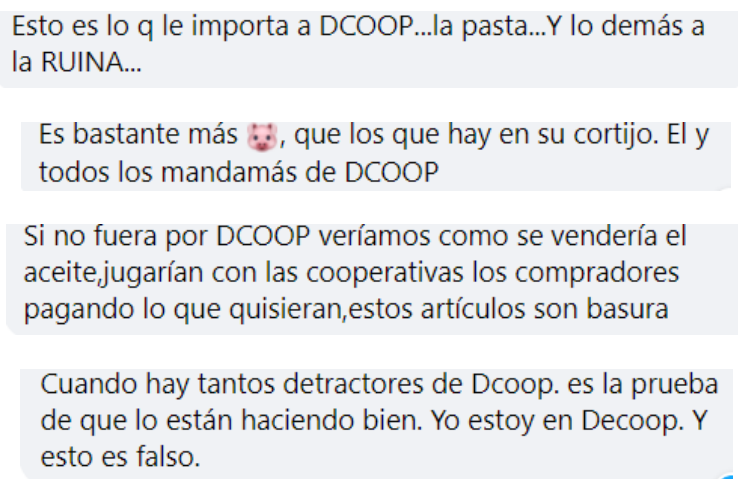 Esto es lo q le importa a DCOOP...la pasta...Y lo demás a
la RUINA...
Es bastante más 🐷, que los que hay en su cortijo. El y
todos los mandamás de DCOOP
Si no fuera por DCOOP veríamos como se vendería el
aceite,jugarían con las cooperativas los compradores
pagando lo que quisieran,estos artículos son basura
Cuando hay tantos detractores de Dcoop. es la prueba
de que lo están haciendo bien. Yo estoy en Decoop. Y
esto es falso.